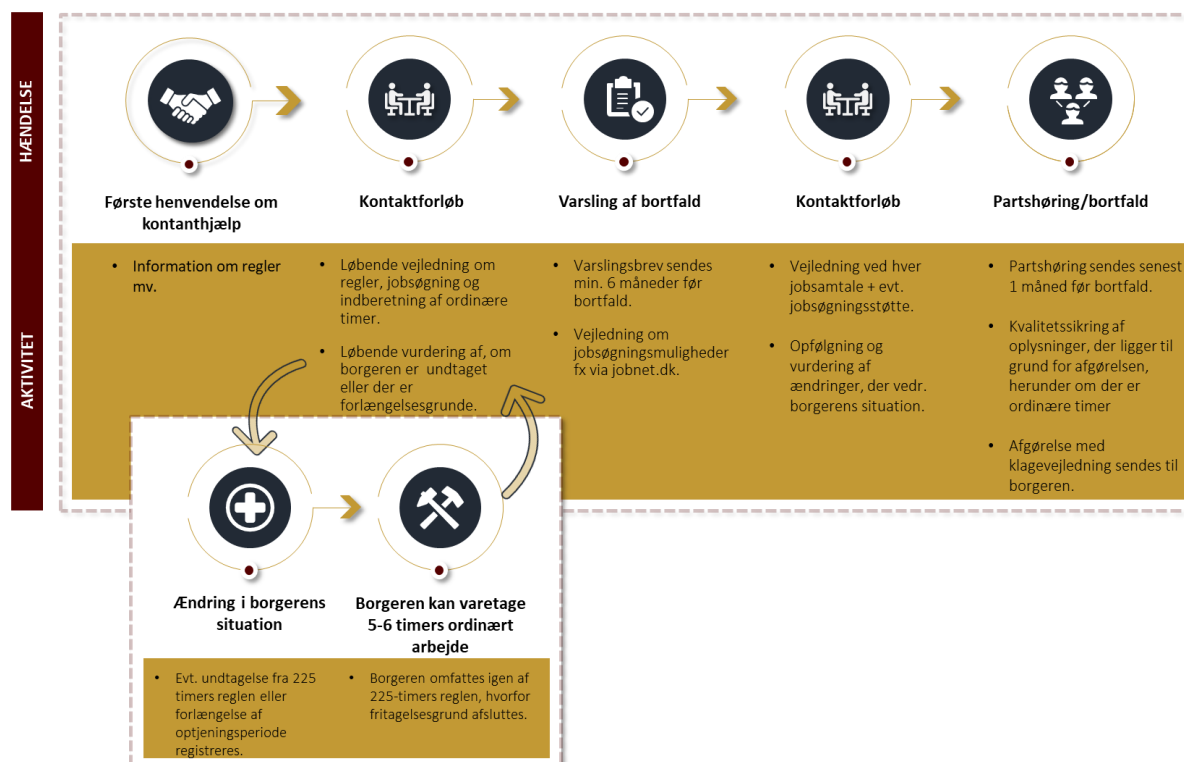 HÆNDELSE
Første henvendelse om
kontanthjælp
Kontaktforløb
Varsling af bortfald
Kontaktforløb
Partshøring/bortfald
AKTIVITET
• Information om regler
mv.
• Løbende vejledning om
regler, jobsøgning og
indberetning af ordinære
timer.
• Løbende vurdering af, om
borgeren er undtaget
eller der er
forlængelsesgrunde.
• Varslingsbrev sendes
min. 6 måneder før
bortfald.
• Vejledning om
jobsøgningsmuligheder
fx via jobnet.dk.
• Vejledning ved hver
jobsamtale + evt.
jobsøgningsstøtte.
• Opfølgning og
vurdering af
ændringer, der vedr.
borgerens situation.
• Partshøring sendes senest
1 måned før bortfald.
• Kvalitetssikring af
oplysninger, der ligger til
grund for afgørelsen,
herunder om der er
ordinære timer
• Afgørelse med
klagevejledning sendes til
borgeren.
Ændring i borgerens
situation
Borgeren kan varetage
5-6 timers ordinært
arbejde
• Evt. undtagelse fra 225
timers reglen eller
forlængelse af
optjeningsperiode
registreres.
• Borgeren omfattes igen af
225-timers reglen, hvorfor
fritagelsesgrund afsluttes.